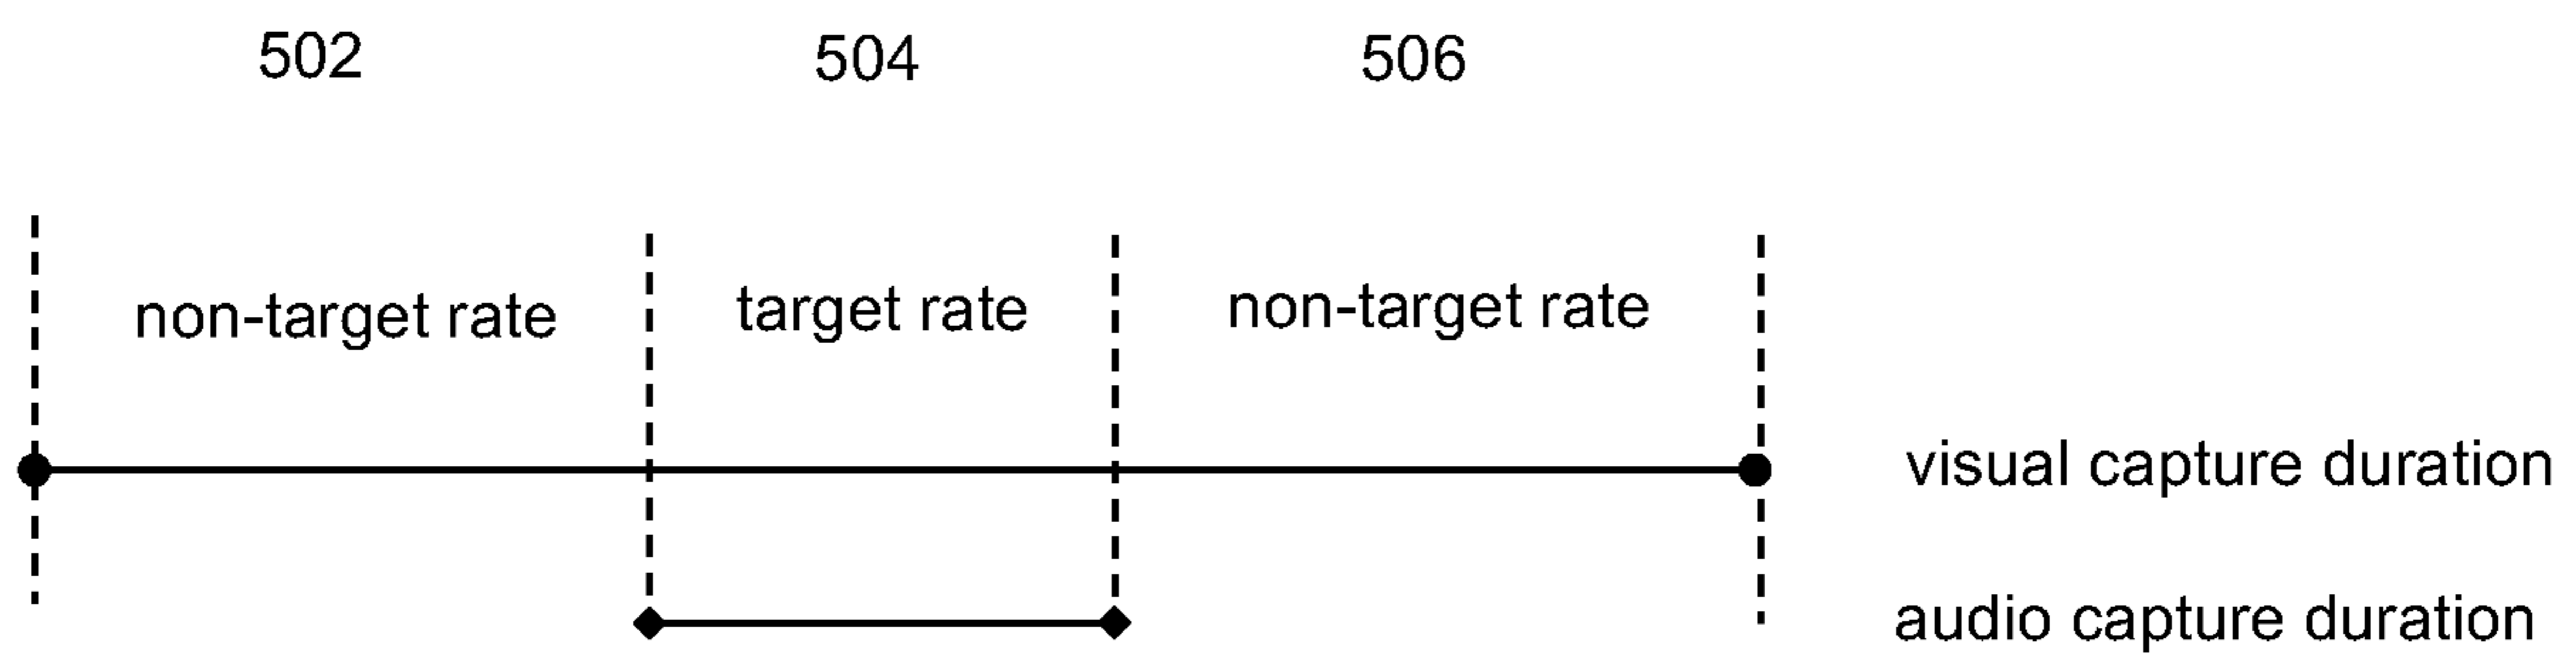 502 504 506
non-target rate target rate non-target rate
visual capture duration
audio capture duration